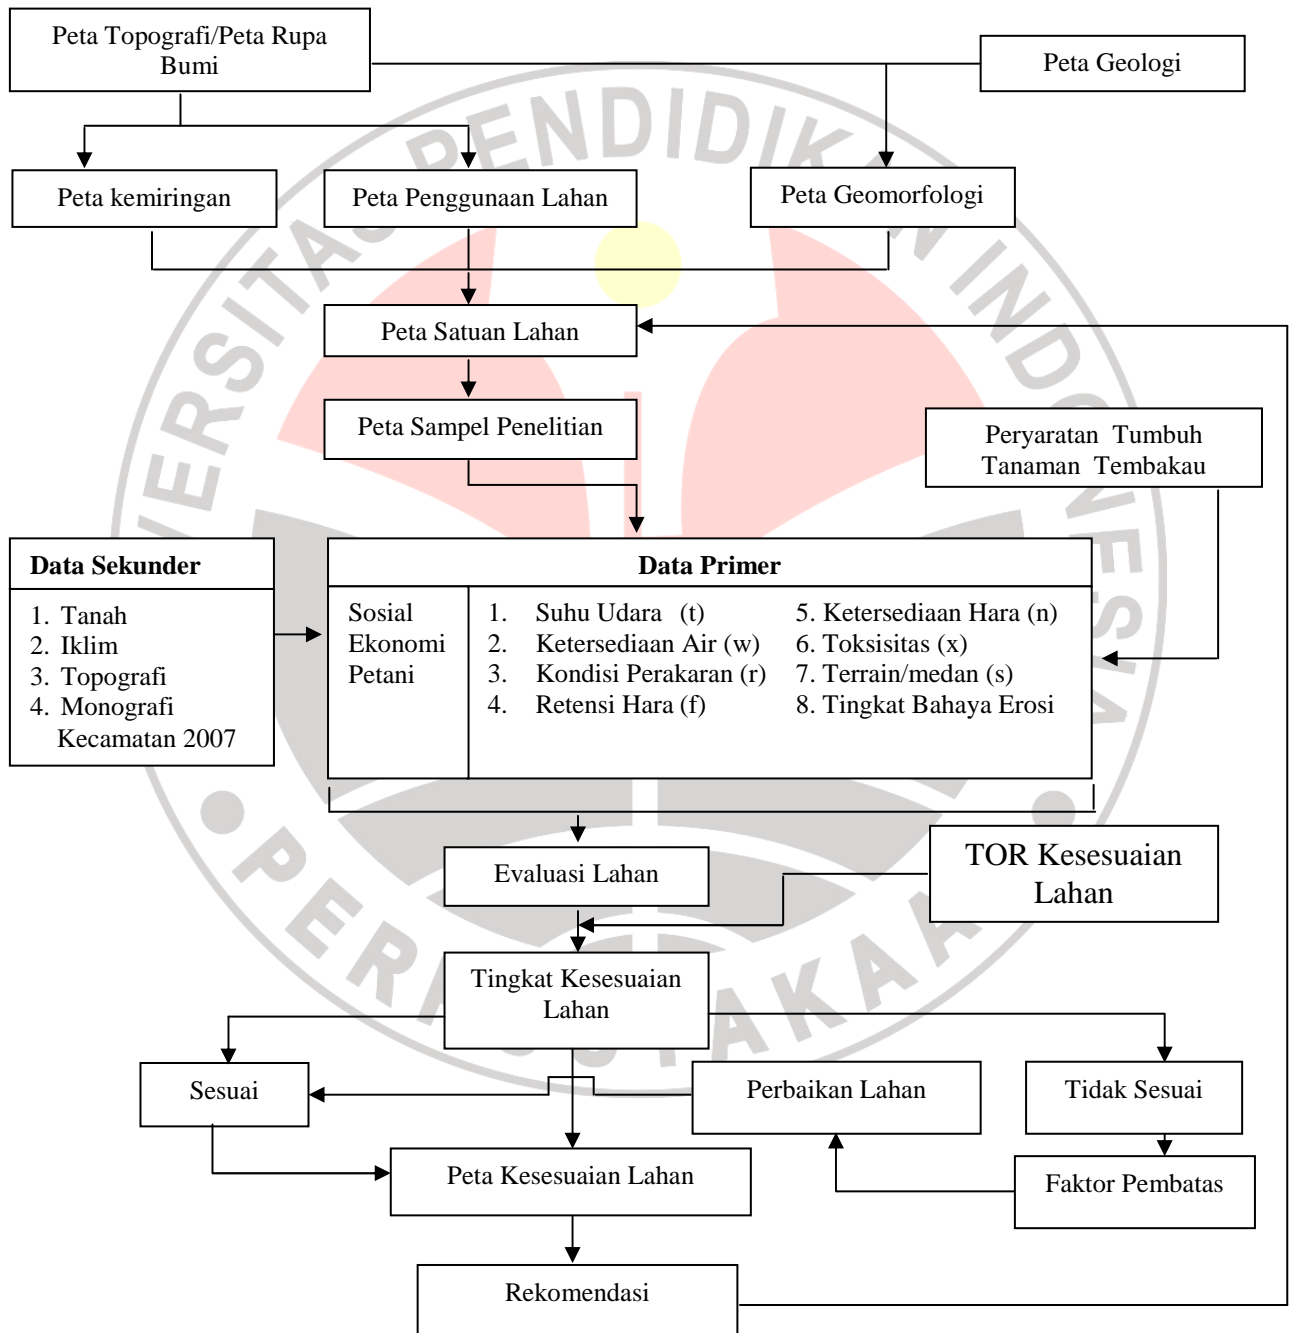 Peta Topografi/Peta Rupa
Bumi
Peta Geologi
Peta kemiringan
Peta Penggunaan Lahan
Peta Geomorfologi
Peta Satuan Lahan
Peta Sampel Penelitian
Peryaratan Tumbuh
Tanaman Tembakau
Data Sekunder
1. Tanah
2. Iklim
3. Topografi
4. Monografi
Kecamatan 2007
Data Primer
Sosial
Ekonomi
Petani
1. Suhu Udara (t)
2. Ketersediaan Air (w)
3. Kondisi Perakaran (r)
4. Retensi Hara (f)
5. Ketersediaan Hara (n)
6. Toksisitas (x)
7. Terrain/medan (s)
8. Tingkat Bahaya Erosi
Evaluasi Lahan
TOR Kesesuaian
Lahan
Tingkat Kesesuaian
Lahan
Sesuai
Perbaikan Lahan
Tidak Sesuai
Peta Kesesuaian Lahan
Faktor Pembatas
Rekomendasi
UNIVERSITAS PENDIDIKAN INDONESIA
PERPUSTAKAAN